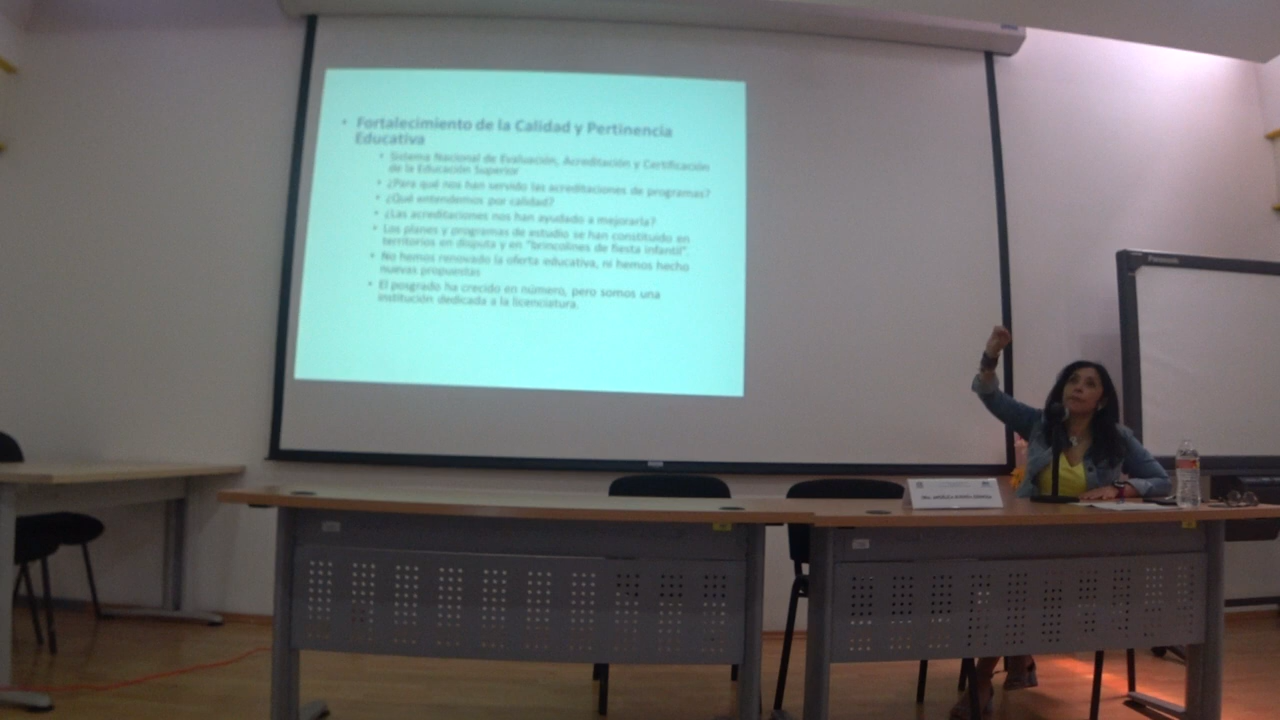 • Fortalecimiento de la Calidad y Pertinencia
Educativa
• Sistema Nacional de Evaluación, Acreditación y Certificación
de la Educación Superior
• ¿Para qué nos han servido las acreditaciones de programas?
• ¿Qué entendemos por calidad?
• ¿Las acreditaciones nos han ayudado a mejorarla?
• Los planes y programas de estudio se han constituido en
territorios en disputa y en "brincolines de fiesta infantil".
• No hemos renovado la oferta educativa, ni hemos hecho
nuevas propuestas
• El posgrado ha crecido en número, pero somos una
institución dedicada a la licenciatura.
Panasonic